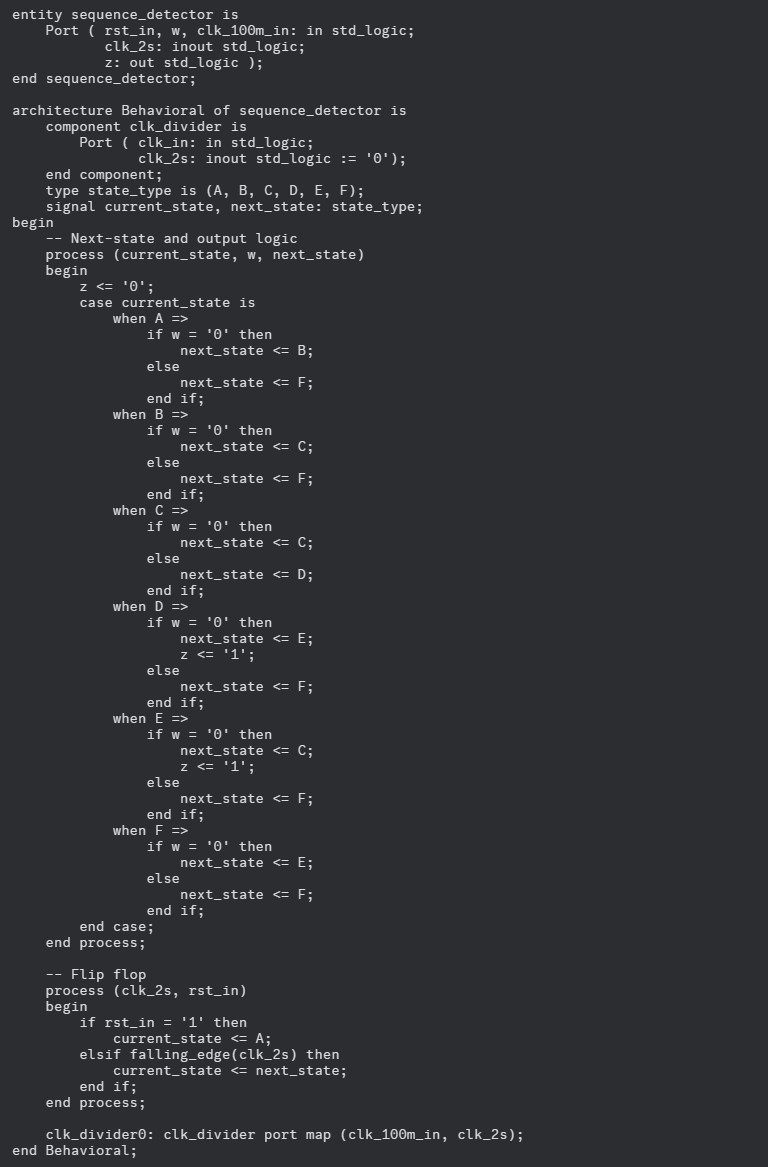 entity sequence_detector is
    Port ( rst_in, w, clk_100m_in: in std_logic;
           clk_2s: inout std_logic;
           z: out std_logic );
end sequence_detector;

architecture Behavioral of sequence_detector is
    component clk_divider is
        Port ( clk_in: in std_logic;
               clk_2s: inout std_logic := '0');
    end component;
    type state_type is (A, B, C, D, E, F);
    signal current_state, next_state: state_type;
begin
    -- Next-state and output logic
    process (current_state, w, next_state)
    begin
        z <= '0';
        case current_state is
            when A =>
                if w = '0' then
                    next_state <= B;
                else
                    next_state <= F;
                end if;
            when B =>
                if w = '0' then
                    next_state <= C;
                else
                    next_state <= F;
                end if;
            when C =>
                if w = '0' then
                    next_state <= C;
                else
                    next_state <= D;
                end if;
            when D =>
                if w = '0' then
                    next_state <= E;
                    z <= '1';
                else
                    next_state <= F;
                end if;
            when E =>
                if w = '0' then
                    next_state <= C;
                    z <= '1';
                else
                    next_state <= F;
                end if;
            when F =>
                if w = '0' then
                    next_state <= E;
                else
                    next_state <= F;
                end if;
        end case;
    end process;

    -- Flip flop
    process (clk_2s, rst_in)
    begin
        if rst_in = '1' then
            current_state <= A;
        elsif falling_edge(clk_2s) then
            current_state <= next_state;
        end if;
    end process;

    clk_divider0: clk_divider port map (clk_100m_in, clk_2s);
end Behavioral;